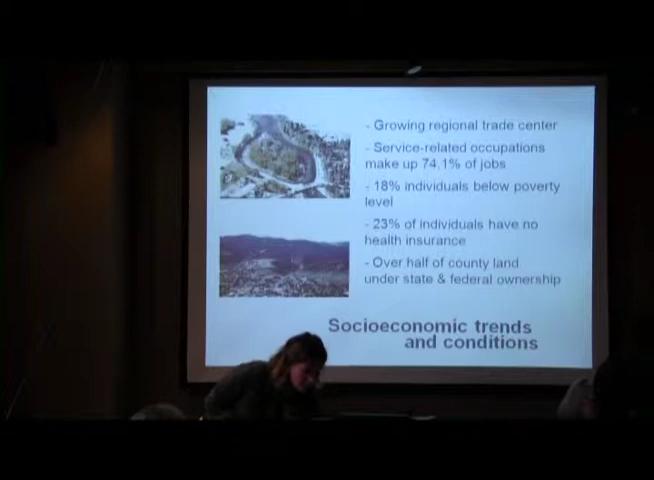 - Growing regional trade center
- Service-related occupations
make up 74.1% of jobs
- 18% individuals below poverty
level
- 23% of individuals have no
health insurance
- Over half of county land
under state & federal ownership
Socioeconomic trends
and conditions